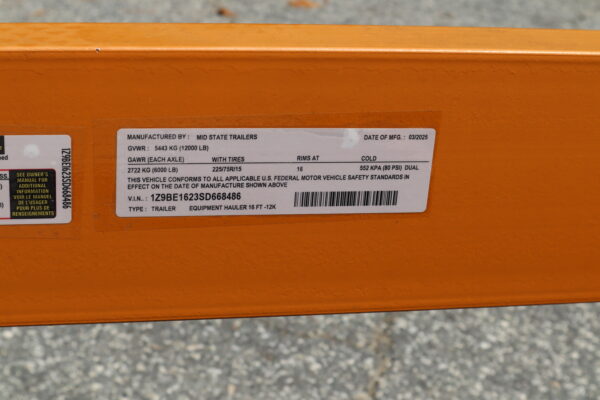 MANUFACTURED BY : MID STATE TRAILERS DATE OF MFG. : 03/2025
GVWR : 5443 KG (12000 LB)
GAWR (EACH AXLE) WITH TIRES RIMS AT COLD
2722 KG (6000 LB) 225/75R/15 16 552 KPA (80 PSI) DUAL
THIS VEHICLE CONFORMS TO ALL APPLICABLE U.S. FEDERAL MOTOR VEHICLE SAFETY STANDARDS IN
EFFECT ON THE DATE OF MANUFACTURE SHOWN ABOVE
V.I.N. : 1Z9BE1623SD668486
TYPE : TRAILER EQUIPMENT HAULER 16 FT -12K
SEE OWNER'S
MANUAL FOR
ADDITIONAL
INFORMATION
VOIR LE MANUEL
DE L'USAGER
POUR PLUS DE
RENSEIGNEMENTS
1Z9BE1623SD668486